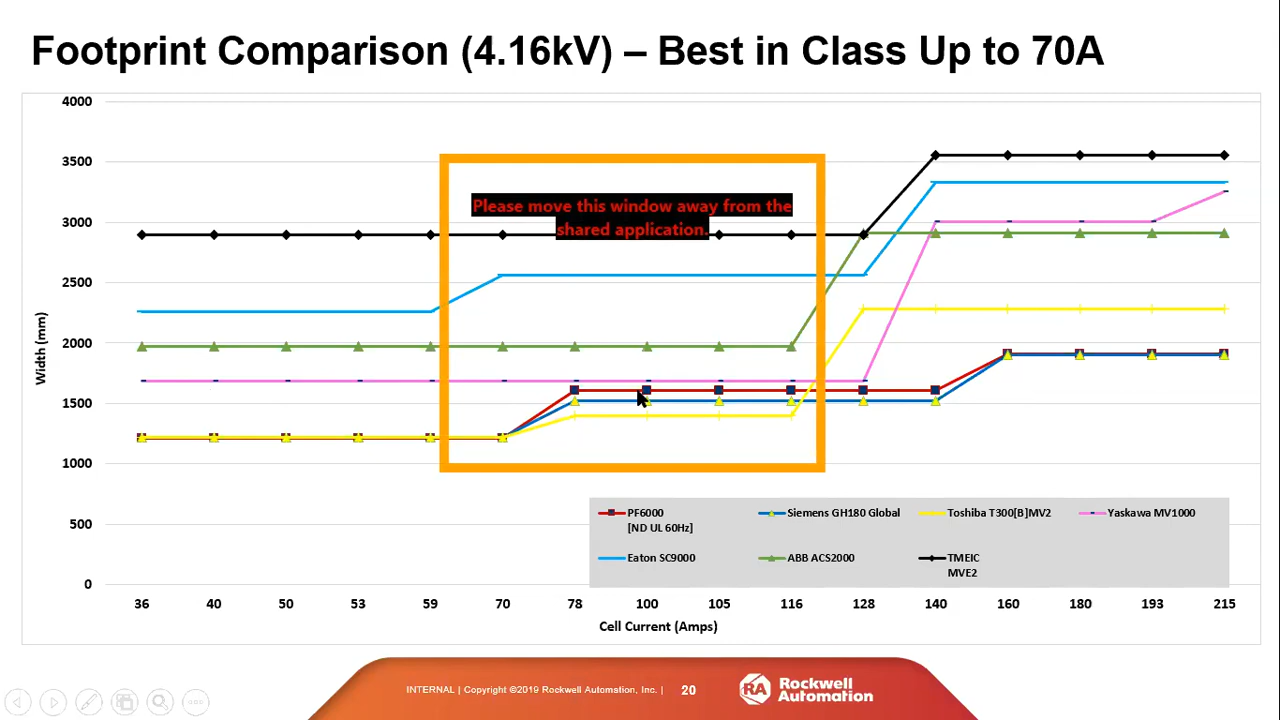 Footprint Comparison (4.16kV) – Best in Class Up to 70A
4000
3500
3000
2500
2000
1500
1000
500
0
Width (mm)
Please move this window away from the
shared application.
PF6000
[ND UL 60Hz]
Siemens GH180 Global
Toshiba T300[B]MV2
Yaskawa MV1000
Eaton SC9000
ABB ACS2000
TMEIC
MVE2
36 40 50 53 59 70 78 100 105 116 128 140 160 180 193 215
Cell Current (Amps)
INTERNAL | Copyright ©2019 Rockwell Automation, Inc. | 20
RA
Rockwell
Automation